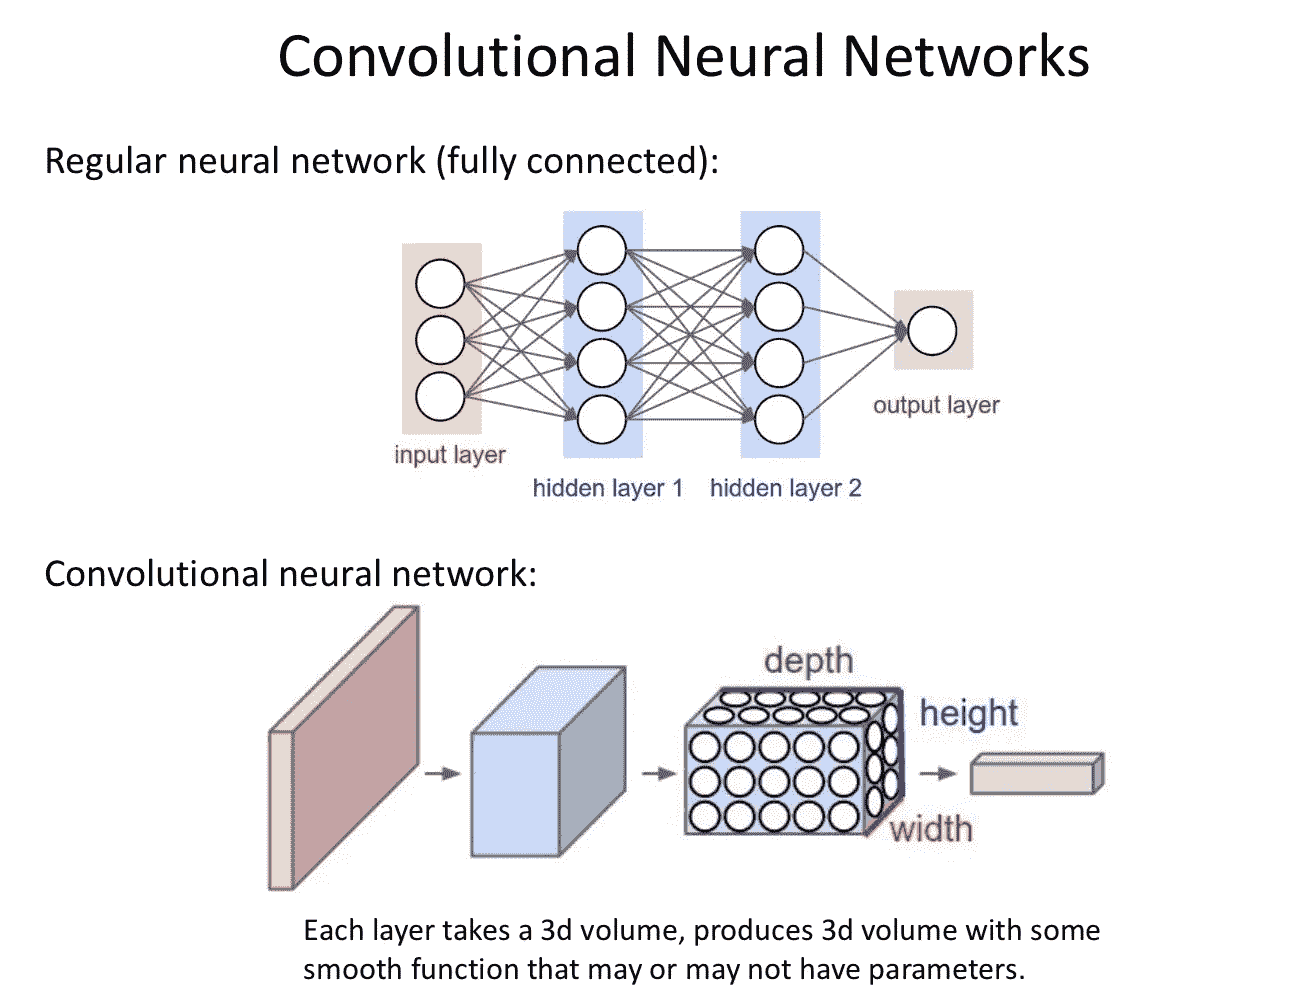 Convolutional Neural Networks
Regular neural network (fully connected):
input layer
hidden layer 1
hidden layer 2
output layer
Convolutional neural network:
depth
height
width
Each layer takes a 3d volume, produces 3d volume with some
smooth function that may or may not have parameters.